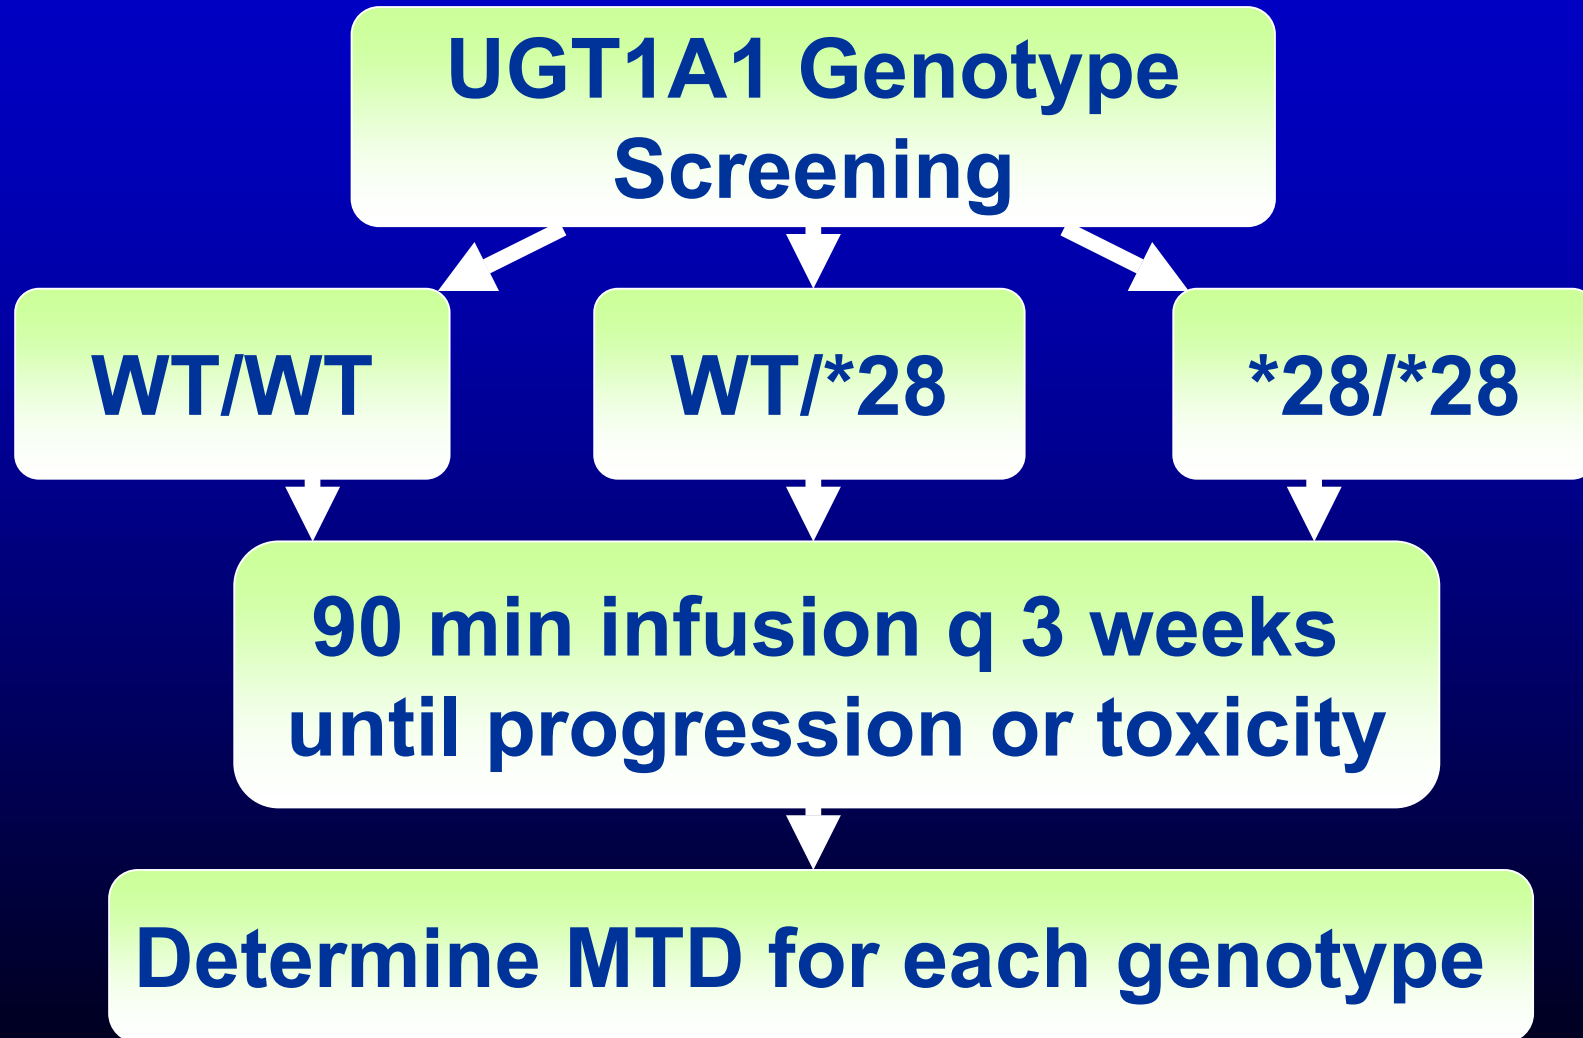 UGT1A1 Genotype
Screening
WT/WT
WT/*28
*28/*28
90 min infusion q 3 weeks
until progression or toxicity
Determine MTD for each genotype